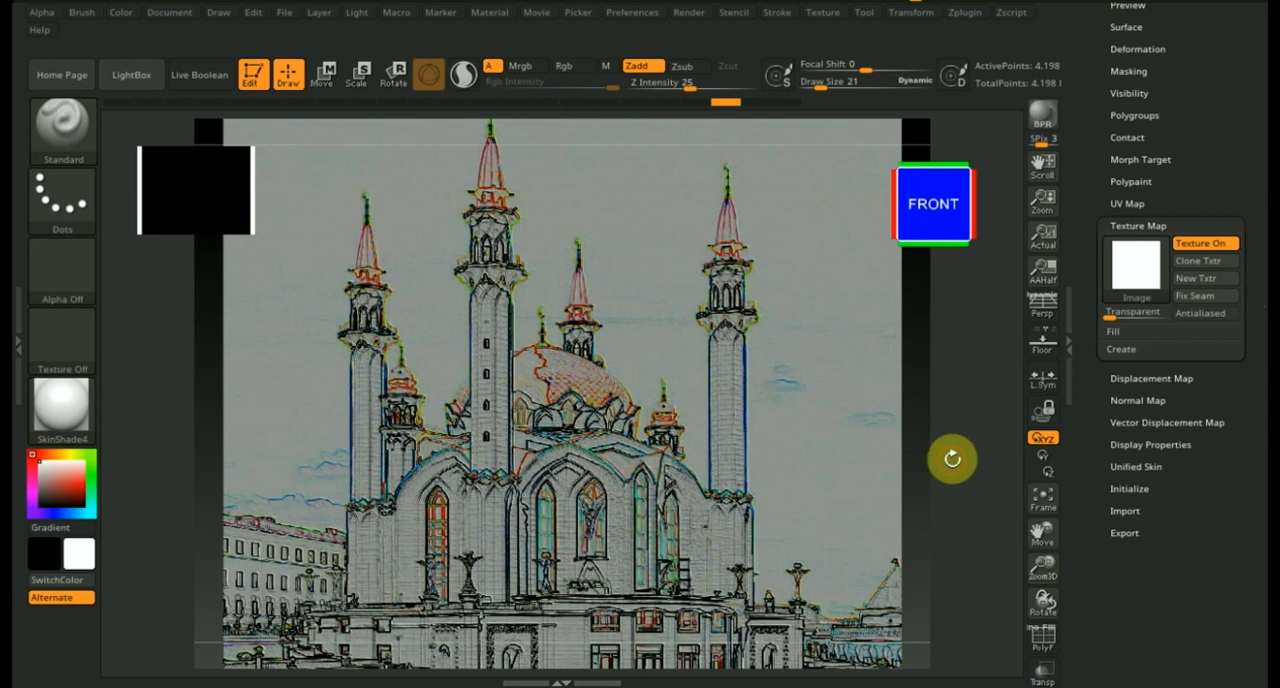 Alpha Brush Color Document Draw Edit File Layer Light Macro Marker Material Movie Picker Preferences Render Stencil Stroke Texture Tool Transform Zplugin Zscript
Help
Home Page
LightBox
Live Boolean
Edit
Draw
Move
Scale
Rotate
A
Mrgb
Rgb
M
Rgb Intensity
Zadd
Zsub
Zcut
Z Intensity 25
Focal Shift 0
Draw Size 21
Dynamic
S
D
ActivePoints: 4.198
TotalPoints: 4.198
Standard
Dots
Alpha Off
Texture Off
SkinShade4
Gradient
SwitchColor
Alternate
FRONT
BPR
SPix 3
Scroll
Zoom
Actual
AAHalf
Dynamic
Persp
Floor
L.Sym
XYZ
Frame
Move
Zoom3D
Rotate
Line Fill
PolyF
Transp
Preview
Surface
Deformation
Masking
Visibility
Polygroups
Contact
Morph Target
Polypaint
UV Map
Texture Map
Image
Transparent
Texture On
Clone Txtr
New Txtr
Fix Seam
Antialiased
Fill
Create
Displacement Map
Normal Map
Vector Displacement Map
Display Properties
Unified Skin
Initialize
Import
Export